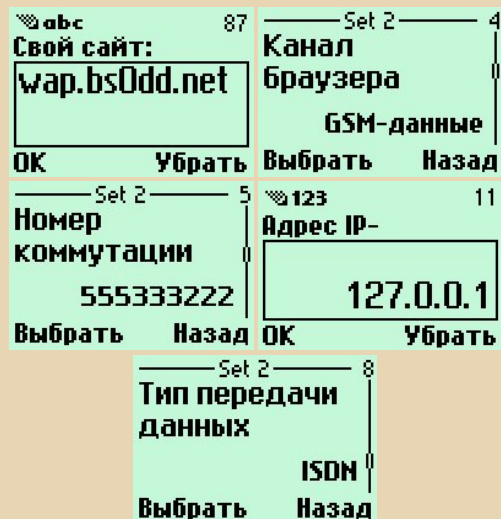 abc 87
Свой сайт:
wap.bs0dd.net
OK Убрать
Set 2 4
Канал
браузера
GSM-данные
Выбрать Назад
Set 2 5
Номер
коммутации
555333222
Выбрать Назад
123 11
Адрес IP-
127.0.0.1
OK Убрать
Set 2 8
Тип передачи
данных
ISDN
Выбрать Назад